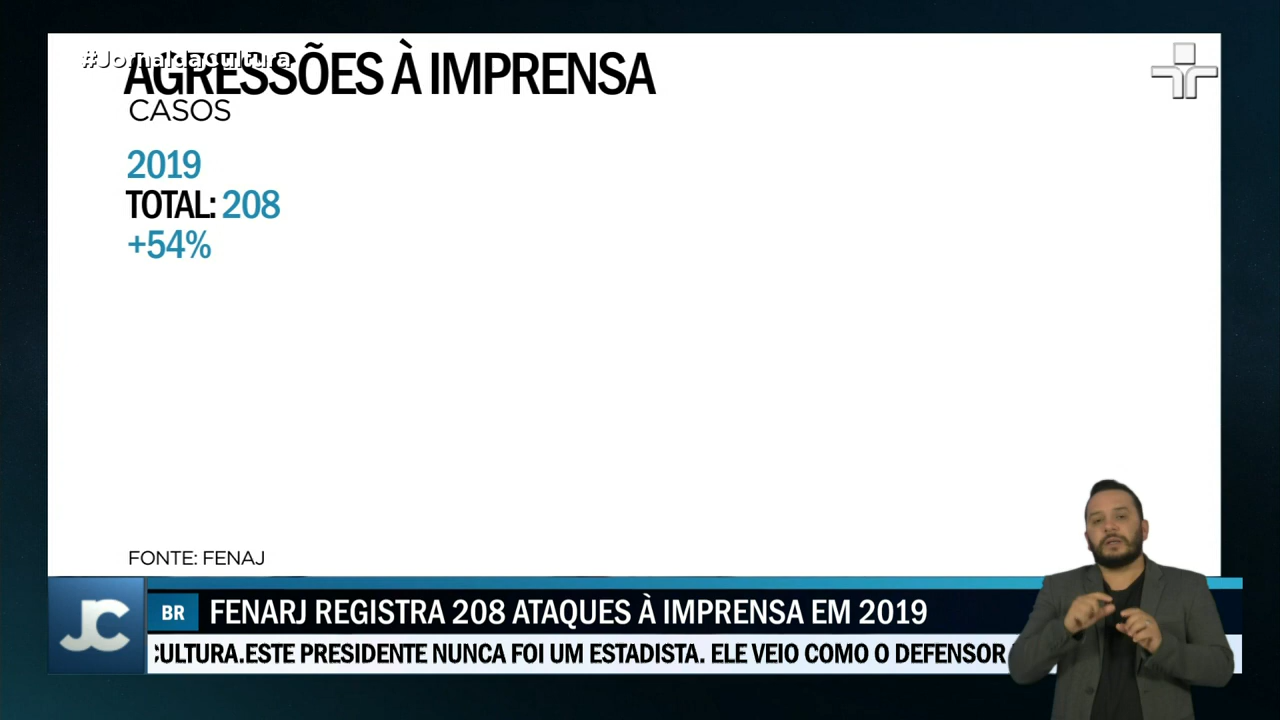 #JornaldaCultura
AGRESSÕES À IMPRENSA
CASOS
2019
TOTAL: 208
+54%
FONTE: FENAJ
JC
BR
FENARJ REGISTRA 208 ATAQUES À IMPRENSA EM 2019
CULTURA.ESTE PRESIDENTE NUNCA FOI UM ESTADISTA. ELE VEIO COMO O DEFENSOR